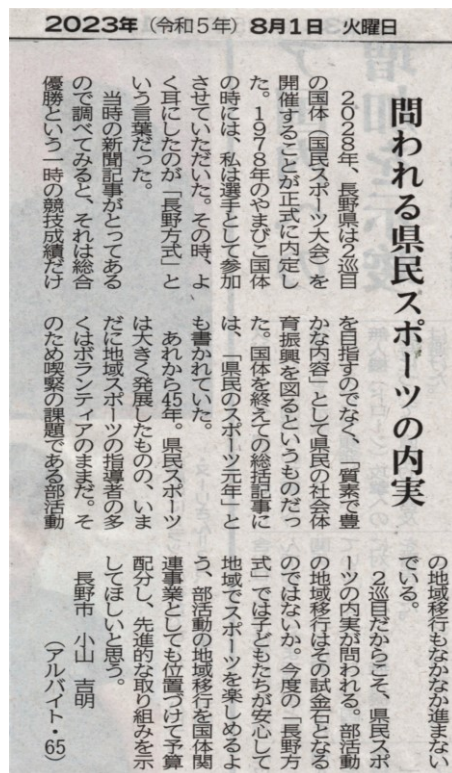 2023年（令和5年）8月1日　火曜日
問われる県民スポーツの内実
　2028年、長野県は2巡目
の国体（国民スポーツ大会）を
開催することが正式に内定し
た。1978年のやまびこ国体
の時には、私は選手として参加
させていただいた。その時、よ
く耳にしたのが「長野方式」と
いう言葉だった。
　当時の新聞記事がとってある
ので調べてみると、それは総合
優勝という一時の競技成績だけ
を目指すのでなく、「質素で豊
かな内容」として県民の社会体
育振興を図るというものだっ
た。国体を終えての総括記事に
は、「県民のスポーツ元年」と
も書かれていた。
　あれから45年。県民スポーツ
は大きく発展したものの、いま
だに地域スポーツの指導者の多
くはボランティアのままだ。そ
のため喫緊の課題である部活動
の地域移行もなかなか進まない
でいる。
　2巡目だからこそ、県民スポ
ーツの内実が問われる。部活動
の地域移行はその試金石となる
のではないか。今度の「長野方
式」では子どもたちが安心して
地域でスポーツを楽しめるよ
う、部活動の地域移行を国体関
連事業としても位置づけて予算
配分し、先進的な取り組みを示
してほしいと思う。
長野市　小山　吉明
（アルバイト・65）